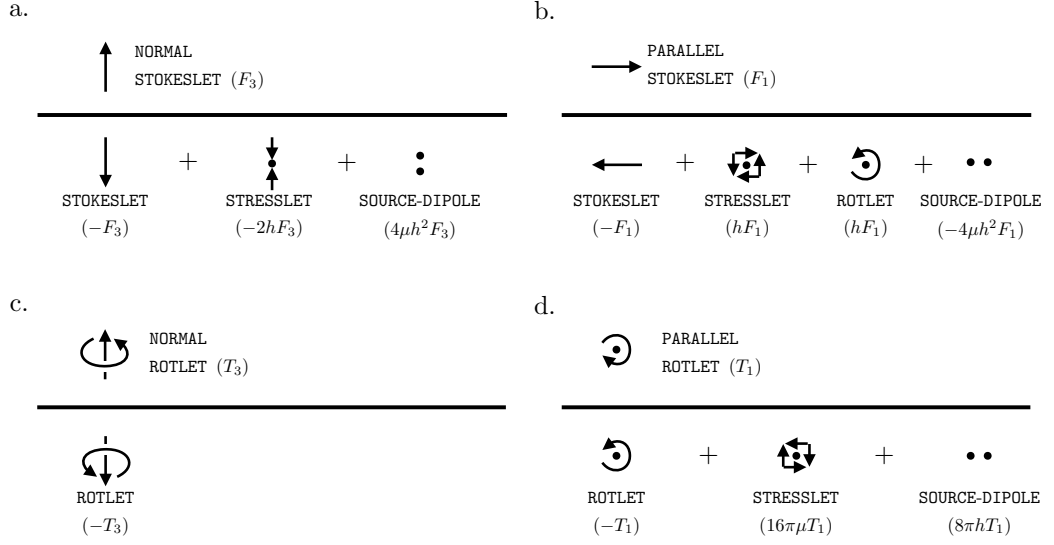 a.
NORMAL
STOKESLET (F₃)
+ +
STOKESLET STRESSLET SOURCE-DIPOLE
(−F₃) (−2hF₃) (4μh²F₃)
b.
PARALLEL
STOKESLET (F₁)
+ + +
STOKESLET STRESSLET ROTLET SOURCE-DIPOLE
(−F₁) (hF₁) (hF₁) (−4μh²F₁)
c.
NORMAL
ROTLET (T₃)
ROTLET
(−T₃)
d.
PARALLEL
ROTLET (T₁)
+ +
ROTLET STRESSLET SOURCE-DIPOLE
(−T₁) (16πμT₁) (8πhT₁)